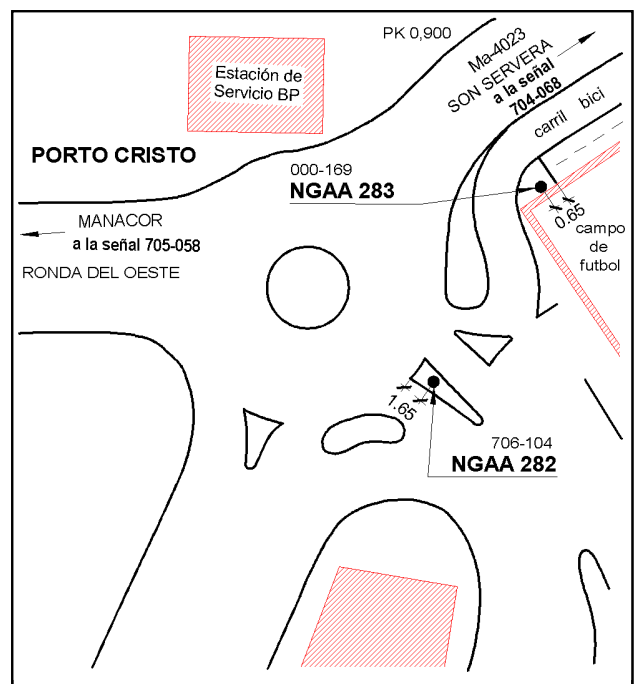 PK 0,900
Ma-4023
SON SERVERA
a la señal
704-068
Estación de
Servicio BP
carril bici
PORTO CRISTO
000-169
NGAA 283
0.65
campo
de
futbol
MANACOR
a la señal 705-058
RONDA DEL OESTE
1.65
706-104
NGAA 282